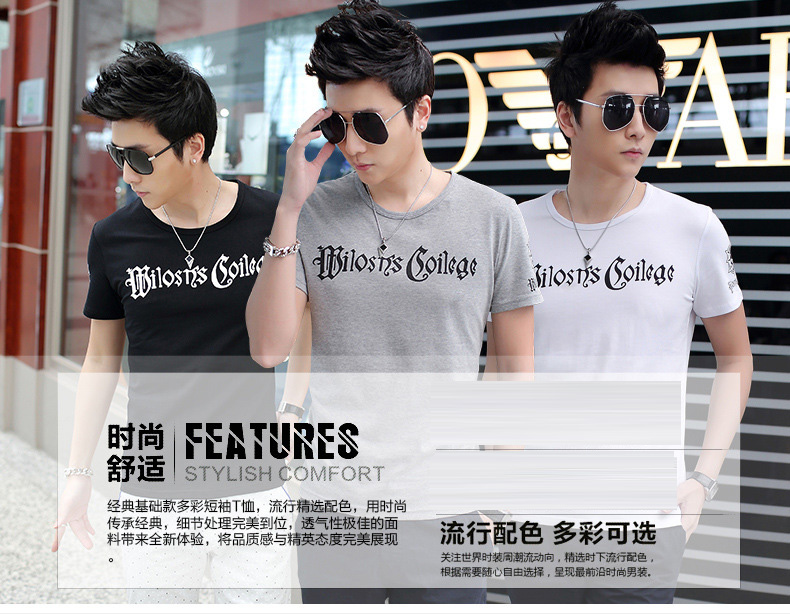 O AR
Wilosn's Coilege
Wilosn's Coilege
Wilosn's Coilege
时尚
舒适
FEATURES
STYLISH COMFORT
经典基础款多彩短袖T恤，流行精选配色，用时尚
传承经典，细节处理完美到位，透气性极佳的面
料带来全新体验，将品质感与精英态度完美展现
。
流行配色 多彩可选
关注世界时装周潮流动向，精选时下流行配色，
根据需要随心自由选择，呈现最前沿时尚男装。